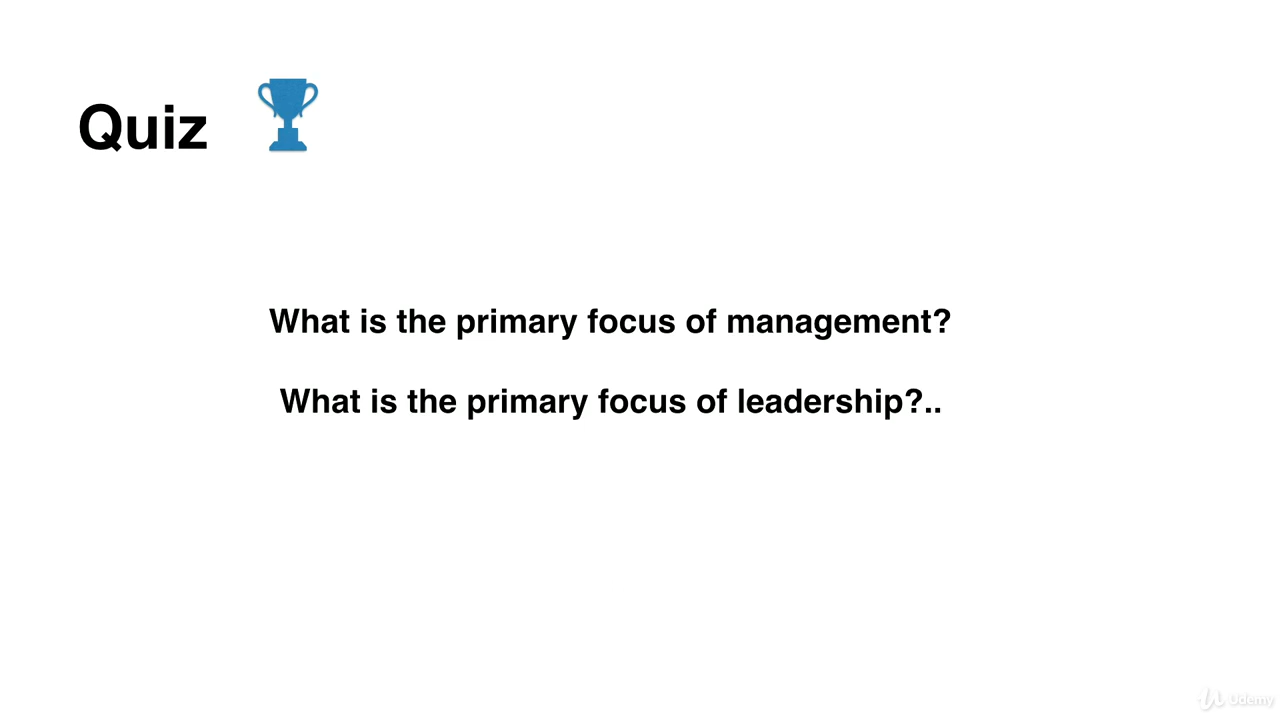 Quiz
What is the primary focus of management?
What is the primary focus of leadership?..
Udemy